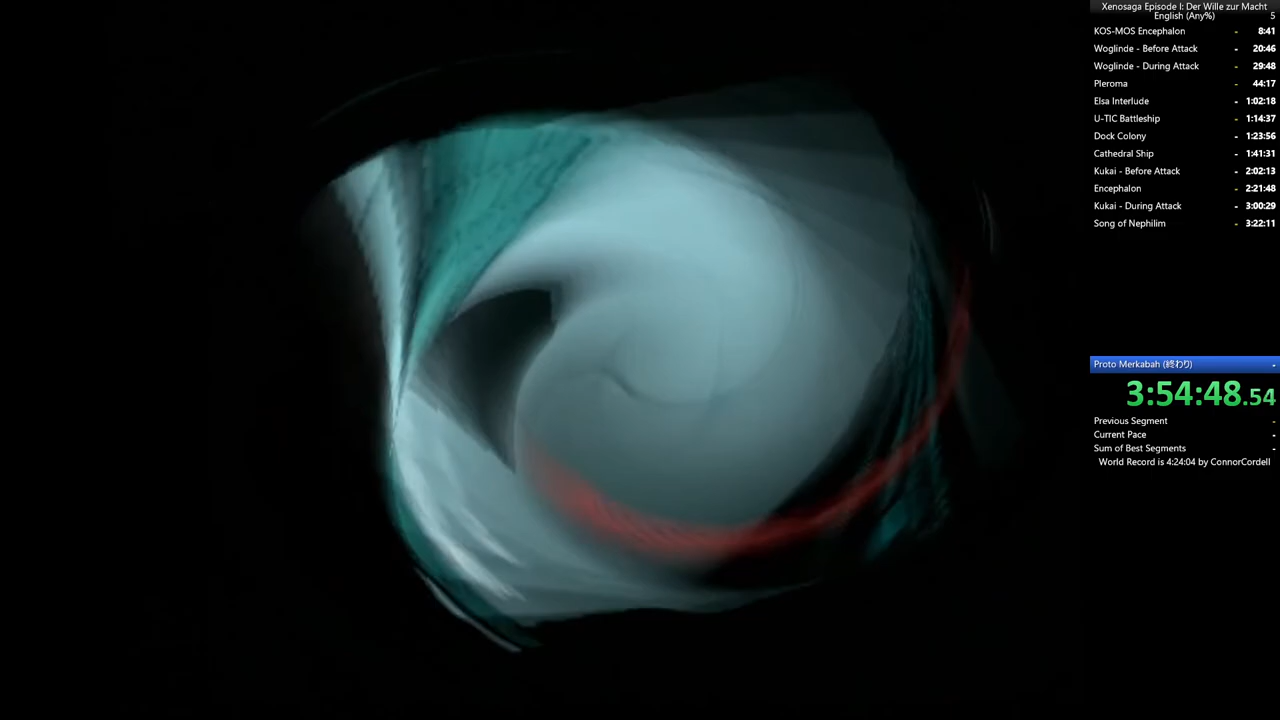 Xenosaga Episode I: Der Wille zur Macht
English (Any%) 5
KOS-MOS Encephalon - 8:41
Woglinde - Before Attack - 20:46
Woglinde - During Attack - 29:48
Pleroma - 44:17
Elsa Interlude - 1:02:18
U-TIC Battleship - 1:14:37
Dock Colony - 1:23:56
Cathedral Ship - 1:41:31
Kukai - Before Attack - 2:02:13
Encephalon - 2:21:48
Kukai - During Attack - 3:00:29
Song of Nephilim - 3:22:11
Proto Merkabah (終わり) -
3:54:48.54
Previous Segment -
Current Pace -
Sum of Best Segments -
World Record is 4:24:04 by ConnorCordell